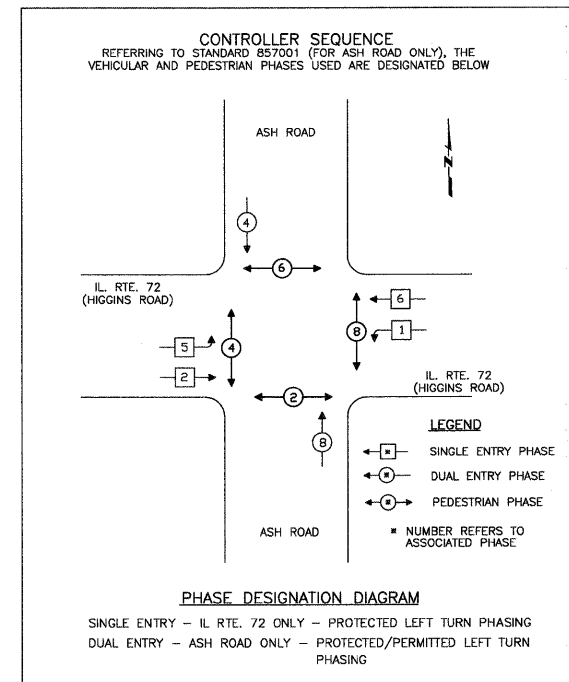 CONTROLLER SEQUENCE
REFERRING TO STANDARD 857001 (FOR ASH ROAD ONLY), THE
VEHICULAR AND PEDESTRIAN PHASES USED ARE DESIGNATED BELOW
ASH ROAD
N
4
6
IL. RTE. 72
(HIGGINS ROAD)
6
5
4
8
1
2
IL. RTE. 72
(HIGGINS ROAD)
2
8
LEGEND
* SINGLE ENTRY PHASE
* DUAL ENTRY PHASE
* PEDESTRIAN PHASE
ASH ROAD
* NUMBER REFERS TO
ASSOCIATED PHASE
PHASE DESIGNATION DIAGRAM
SINGLE ENTRY – IL RTE. 72 ONLY – PROTECTED LEFT TURN PHASING
DUAL ENTRY – ASH ROAD ONLY – PROTECTED/PERMITTED LEFT TURN
PHASING